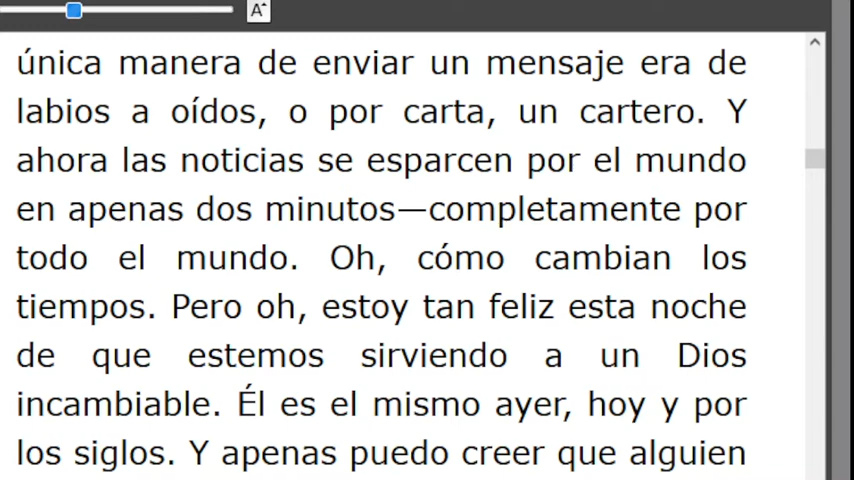 A
única manera de enviar un mensaje era de
labios a oídos, o por carta, un cartero. Y
ahora las noticias se esparcen por el mundo
en apenas dos minutos—completamente por
todo el mundo. Oh, cómo cambian los
tiempos. Pero oh, estoy tan feliz esta noche
de que estemos sirviendo a un Dios
incambiable. Él es el mismo ayer, hoy y por
los siglos. Y apenas puedo creer que alguien